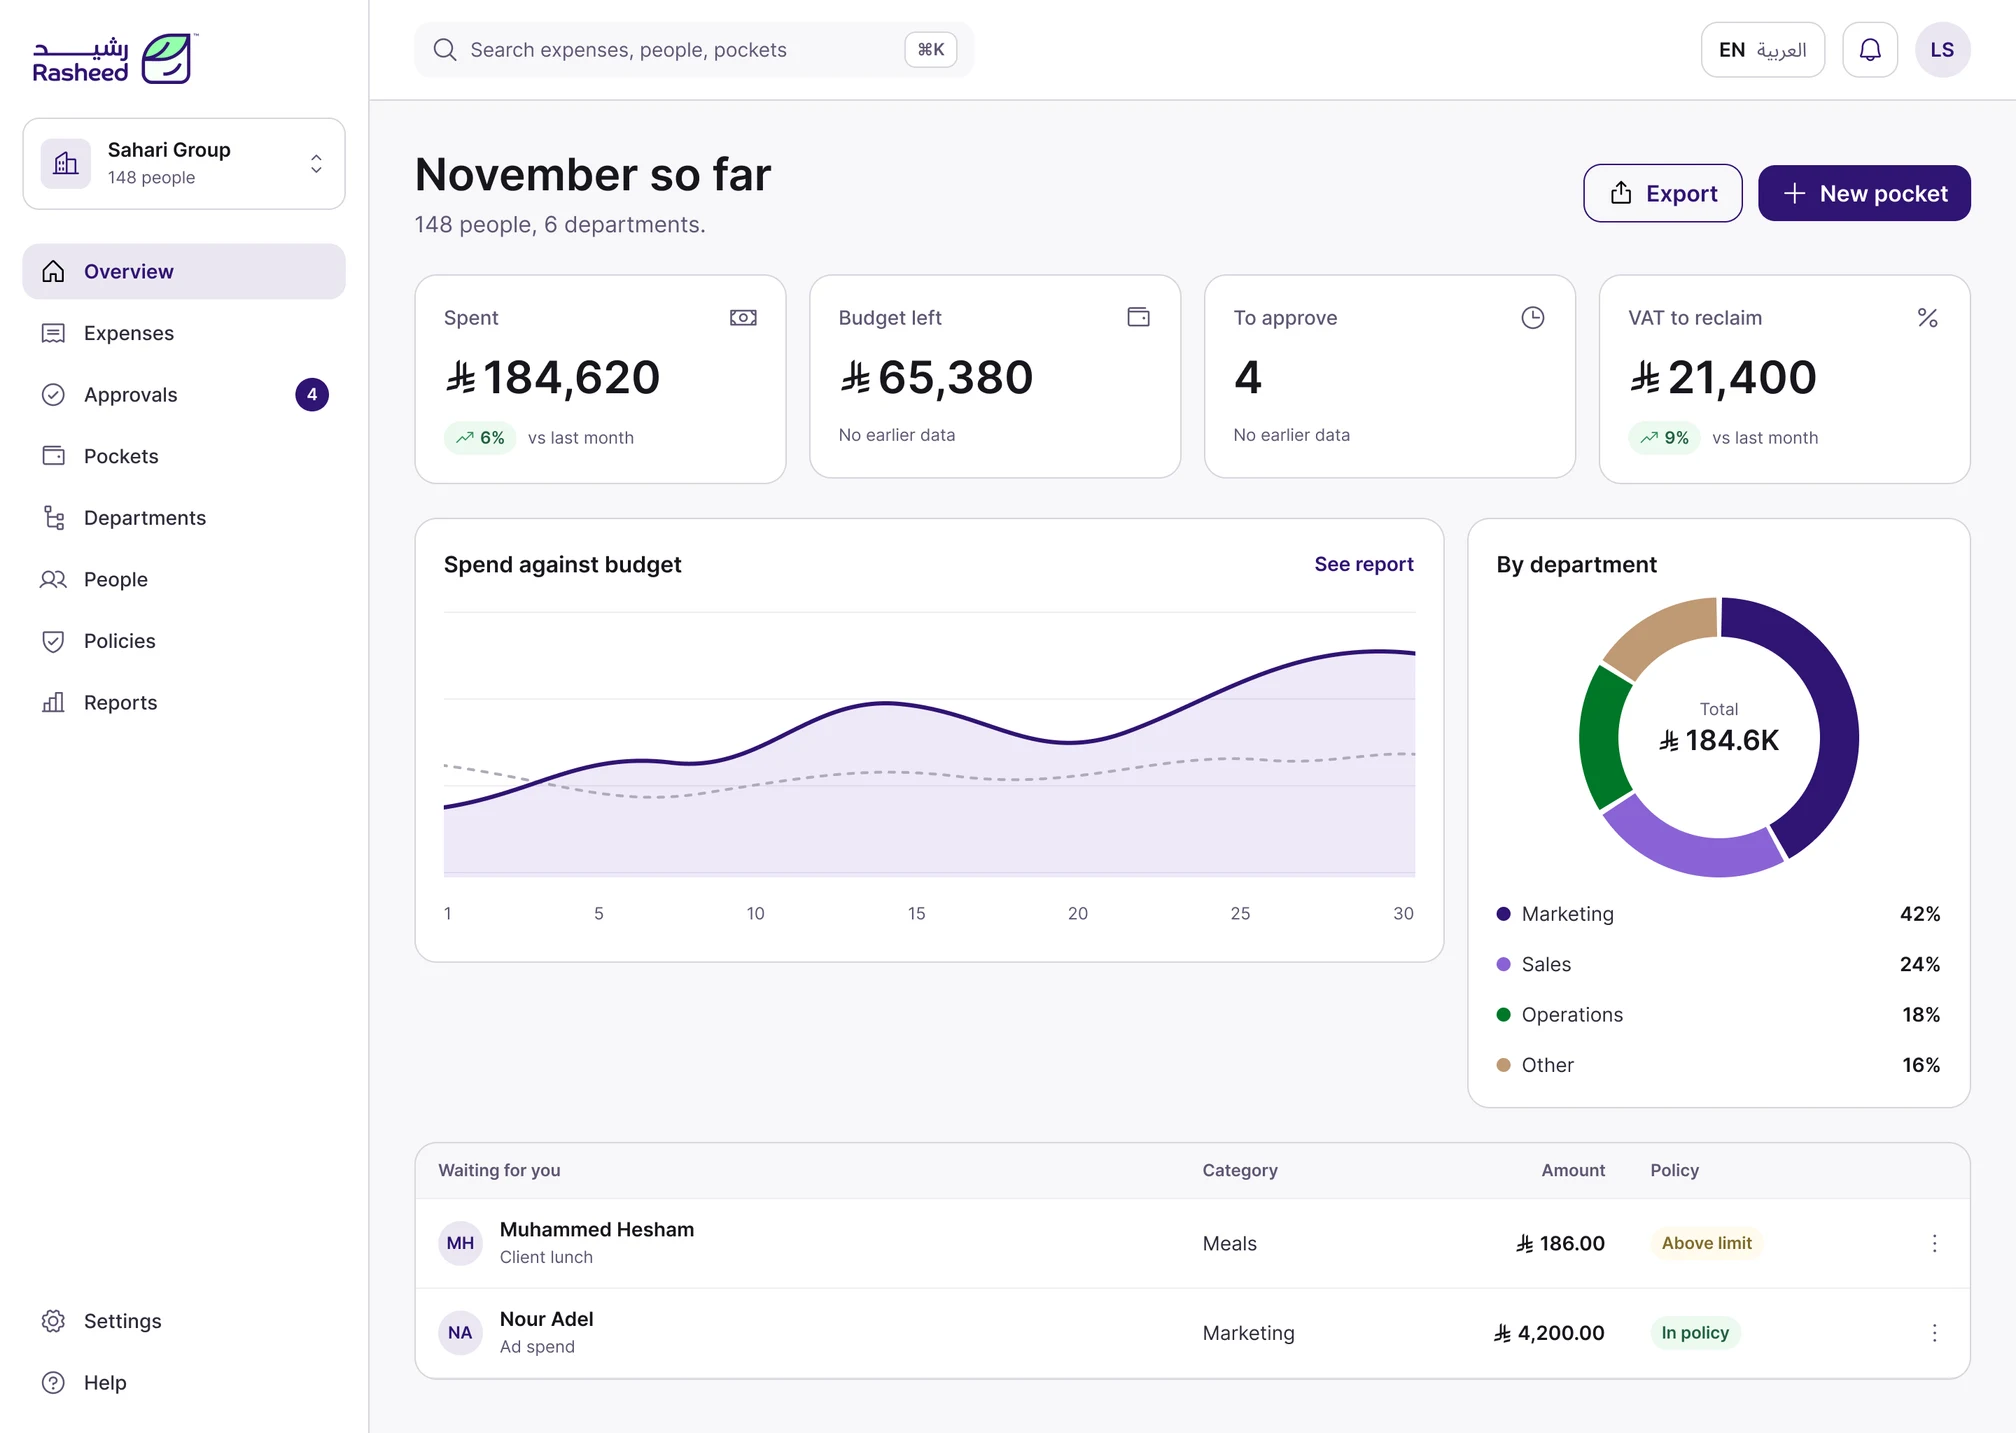 رشيد
Rasheed
™
Sahari Group
148 people
Overview
Expenses
Approvals
4
Pockets
Departments
People
Policies
Reports
Settings
Help
Search expenses, people, pockets
⌘K
EN العربية
LS
November so far
148 people, 6 departments.
Export
New pocket
Spent
⃁ 184,620
6% vs last month
Budget left
⃁ 65,380
No earlier data
To approve
4
No earlier data
VAT to reclaim
⃁ 21,400
9% vs last month
Spend against budget
See report
1 5 10 15 20 25 30
By department
Total
⃁ 184.6K
Marketing 42%
Sales 24%
Operations 18%
Other 16%
Waiting for you Category Amount Policy
MH
Muhammed Hesham
Client lunch
Meals
⃁ 186.00
Above limit
NA
Nour Adel
Ad spend
Marketing
⃁ 4,200.00
In policy